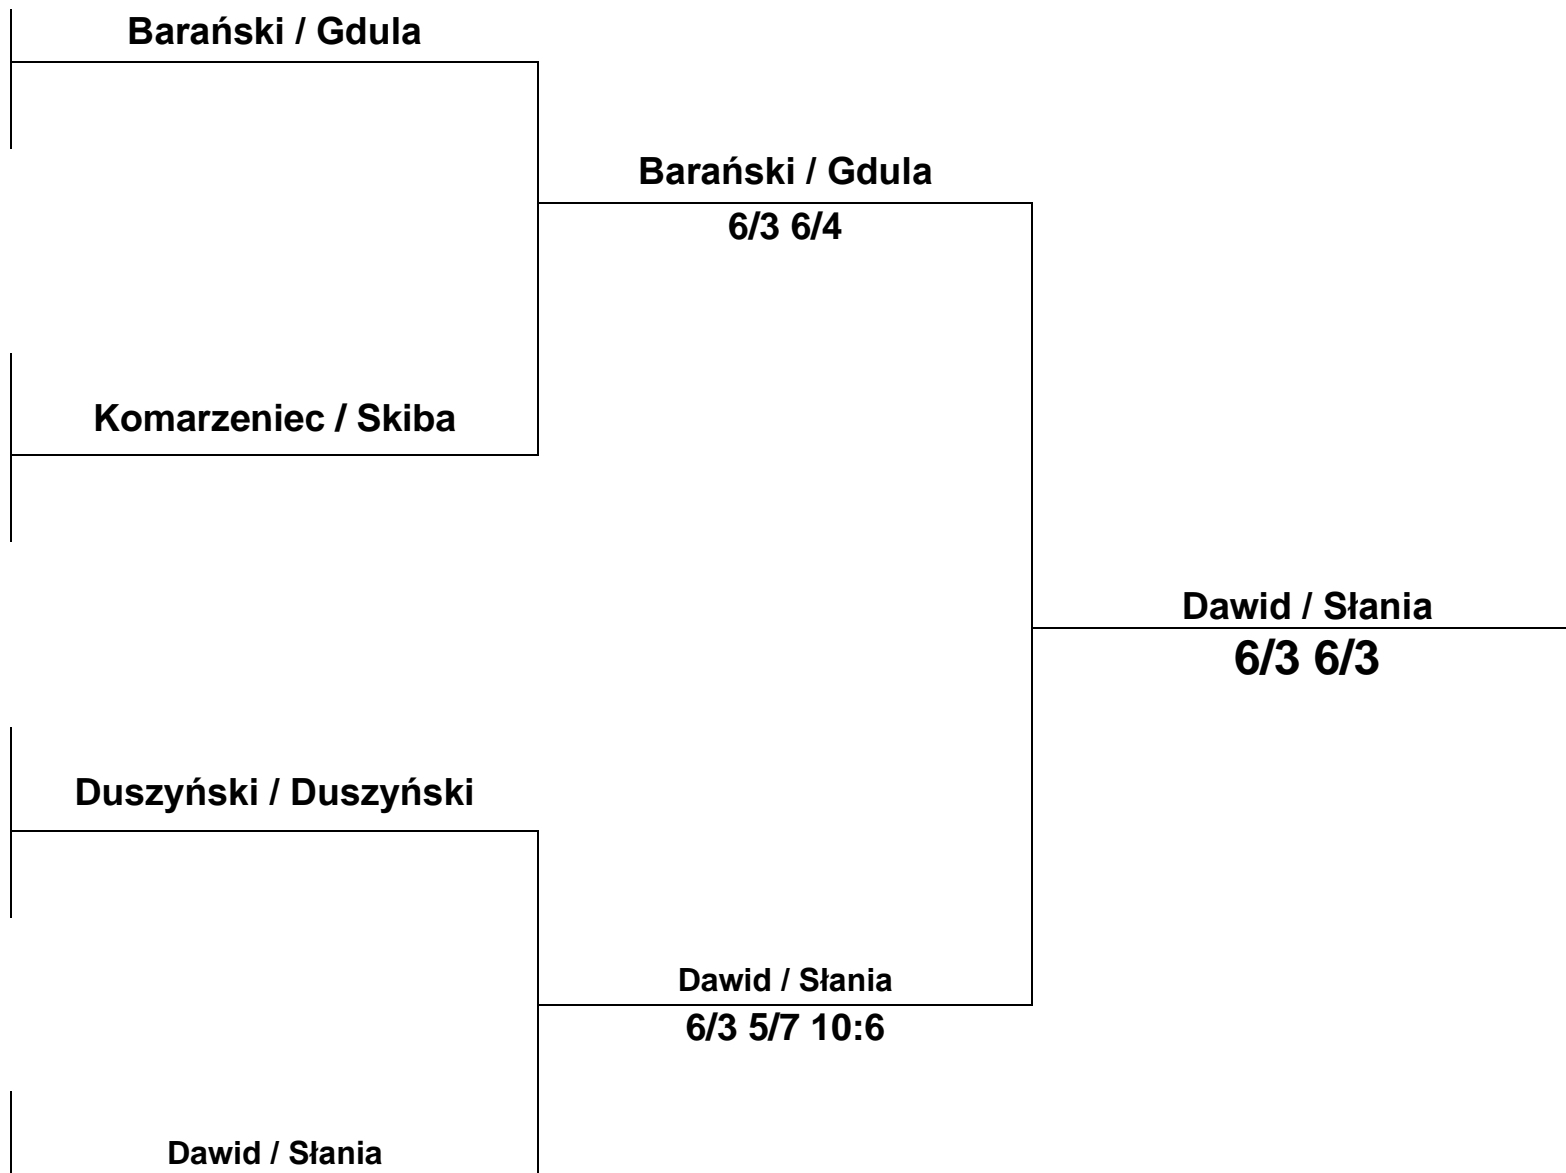 Barański / Gdula
Barański / Gdula
6/3 6/4
Komarzeniec / Skiba
Dawid / Słania
6/3 6/3
Duszyński / Duszyński
Dawid / Słania
6/3 5/7 10:6
Dawid / Słania